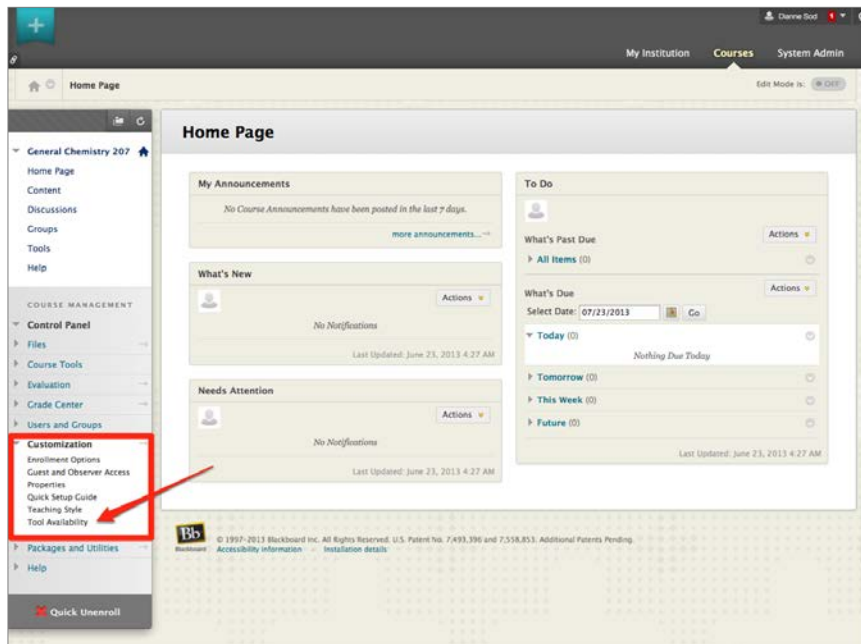 Dianne Sod 1
My Institution Courses System Admin
Home Page
Edit Mode is: OFF
General Chemistry 207
Home Page
Content
Discussions
Groups
Tools
Help
COURSE MANAGEMENT
Control Panel
Files
Course Tools
Evaluation
Grade Center
Users and Groups
Customization
Enrollment Options
Guest and Observer Access
Properties
Quick Setup Guide
Teaching Style
Tool Availability
Packages and Utilities
Help
Quick Unenroll
Home Page
My Announcements
No Course Announcements have been posted in the last 7 days.
more announcements...
What's New
Actions
No Notifications
Last Updated: June 23, 2013 4:27 AM
Needs Attention
Actions
No Notifications
Last Updated: June 23, 2013 4:27 AM
To Do
What's Past Due
Actions
All Items (0)
What's Due
Actions
Select Date: 07/23/2013 Go
Today (0)
Nothing Due Today
Tomorrow (0)
This Week (0)
Future (0)
Last Updated: June 23, 2013 4:27 AM
Bb
Blackboard
© 1997-2013 Blackboard Inc. All Rights Reserved. U.S. Patent No. 7,493,396 and 7,558,853. Additional Patents Pending.
Accessibility information - Installation details